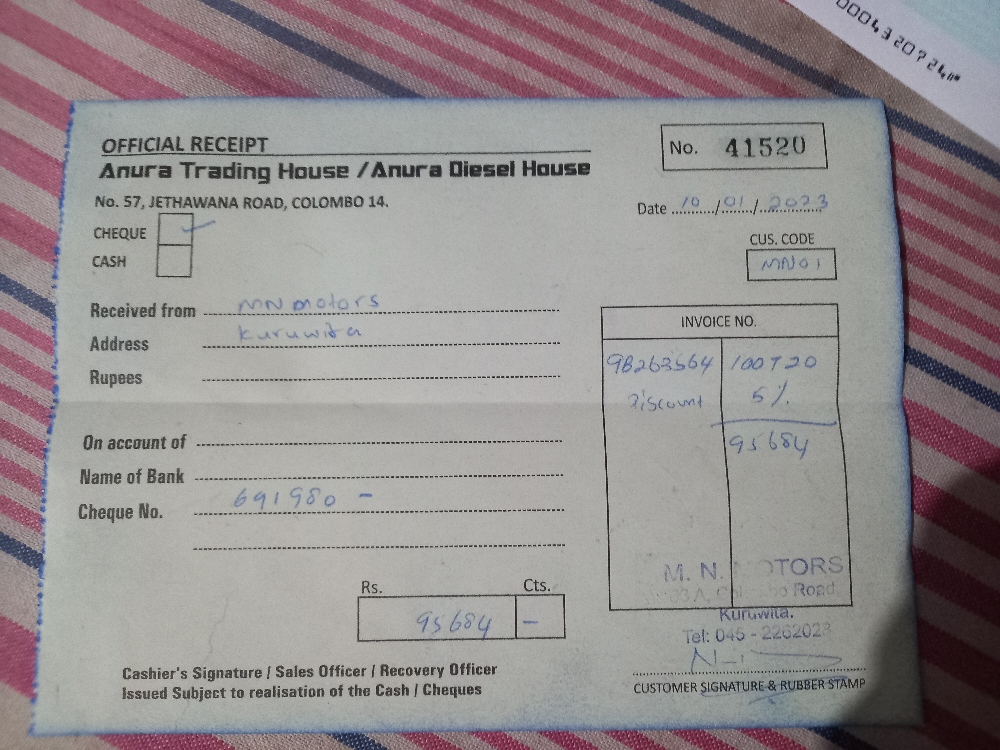 000432072411"
OFFICIAL RECEIPT
No. 41520
Anura Trading House / Anura Diesel House
No. 57, JETHAWANA ROAD, COLOMBO 14.
Date 10/01/2023
CHEQUE ✓
CASH
CUS. CODE
MN01
Received from MN motors
Address Kuruwita
Rupees
INVOICE NO.
9B263564 100720
Discount 5%
95684
On account of
Name of Bank
Cheque No. 691980 -
Rs. Cts.
95684 -
M. N. MOTORS
Road,
Kuruwita.
Tel: 045 - 2262023
Cashier's Signature / Sales Officer / Recovery Officer
Issued Subject to realisation of the Cash / Cheques
CUSTOMER SIGNATURE & RUBBER STAMP